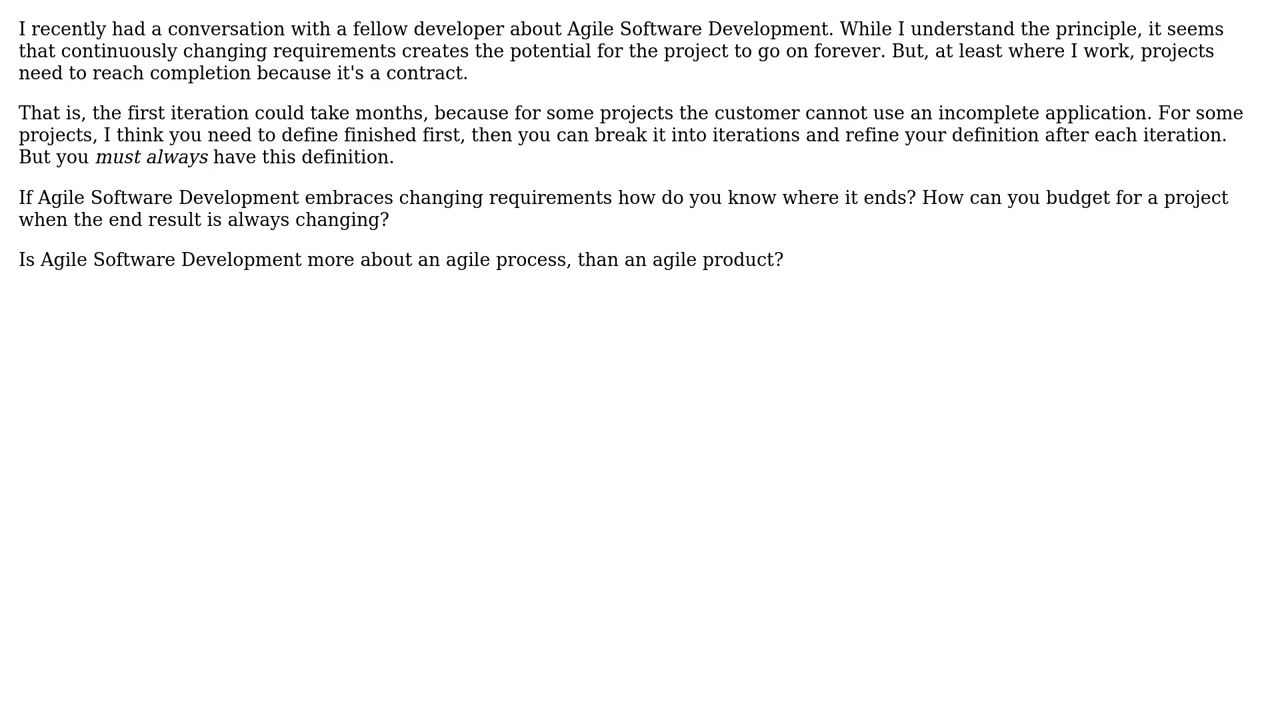 I recently had a conversation with a fellow developer about Agile Software Development. While I understand the principle, it seems
that continuously changing requirements creates the potential for the project to go on forever. But, at least where I work, projects
need to reach completion because it's a contract.
That is, the first iteration could take months, because for some projects the customer cannot use an incomplete application. For some
projects, I think you need to define finished first, then you can break it into iterations and refine your definition after each iteration.
But you must always have this definition.
If Agile Software Development embraces changing requirements how do you know where it ends? How can you budget for a project
when the end result is always changing?
Is Agile Software Development more about an agile process, than an agile product?